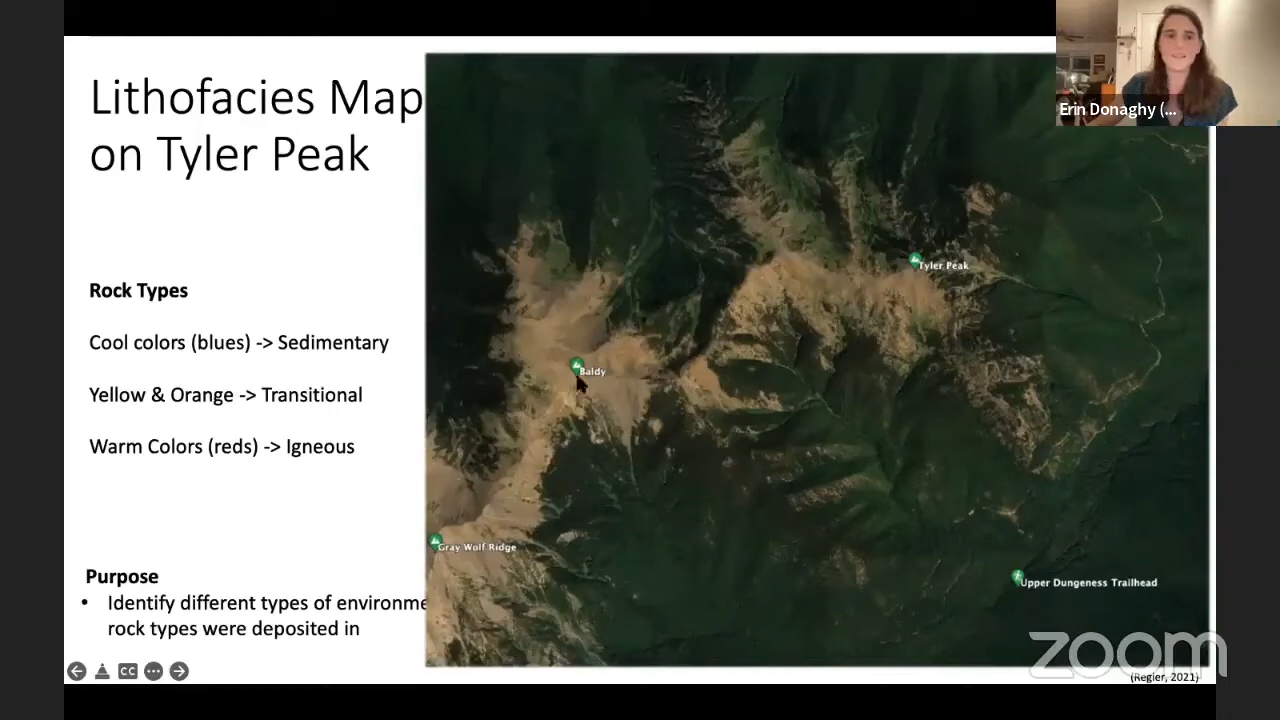 Lithofacies Map
on Tyler Peak
Rock Types
Cool colors (blues) -> Sedimentary
Yellow & Orange -> Transitional
Warm Colors (reds) -> Igneous
Purpose
• Identify different types of environme
rock types were deposited in
Tyler Peak
Baldy
Gray Wolf Ridge
Upper Dungeness Trailhead
Erin Donaghy (...
CC
zoom
(Regier, 2021)